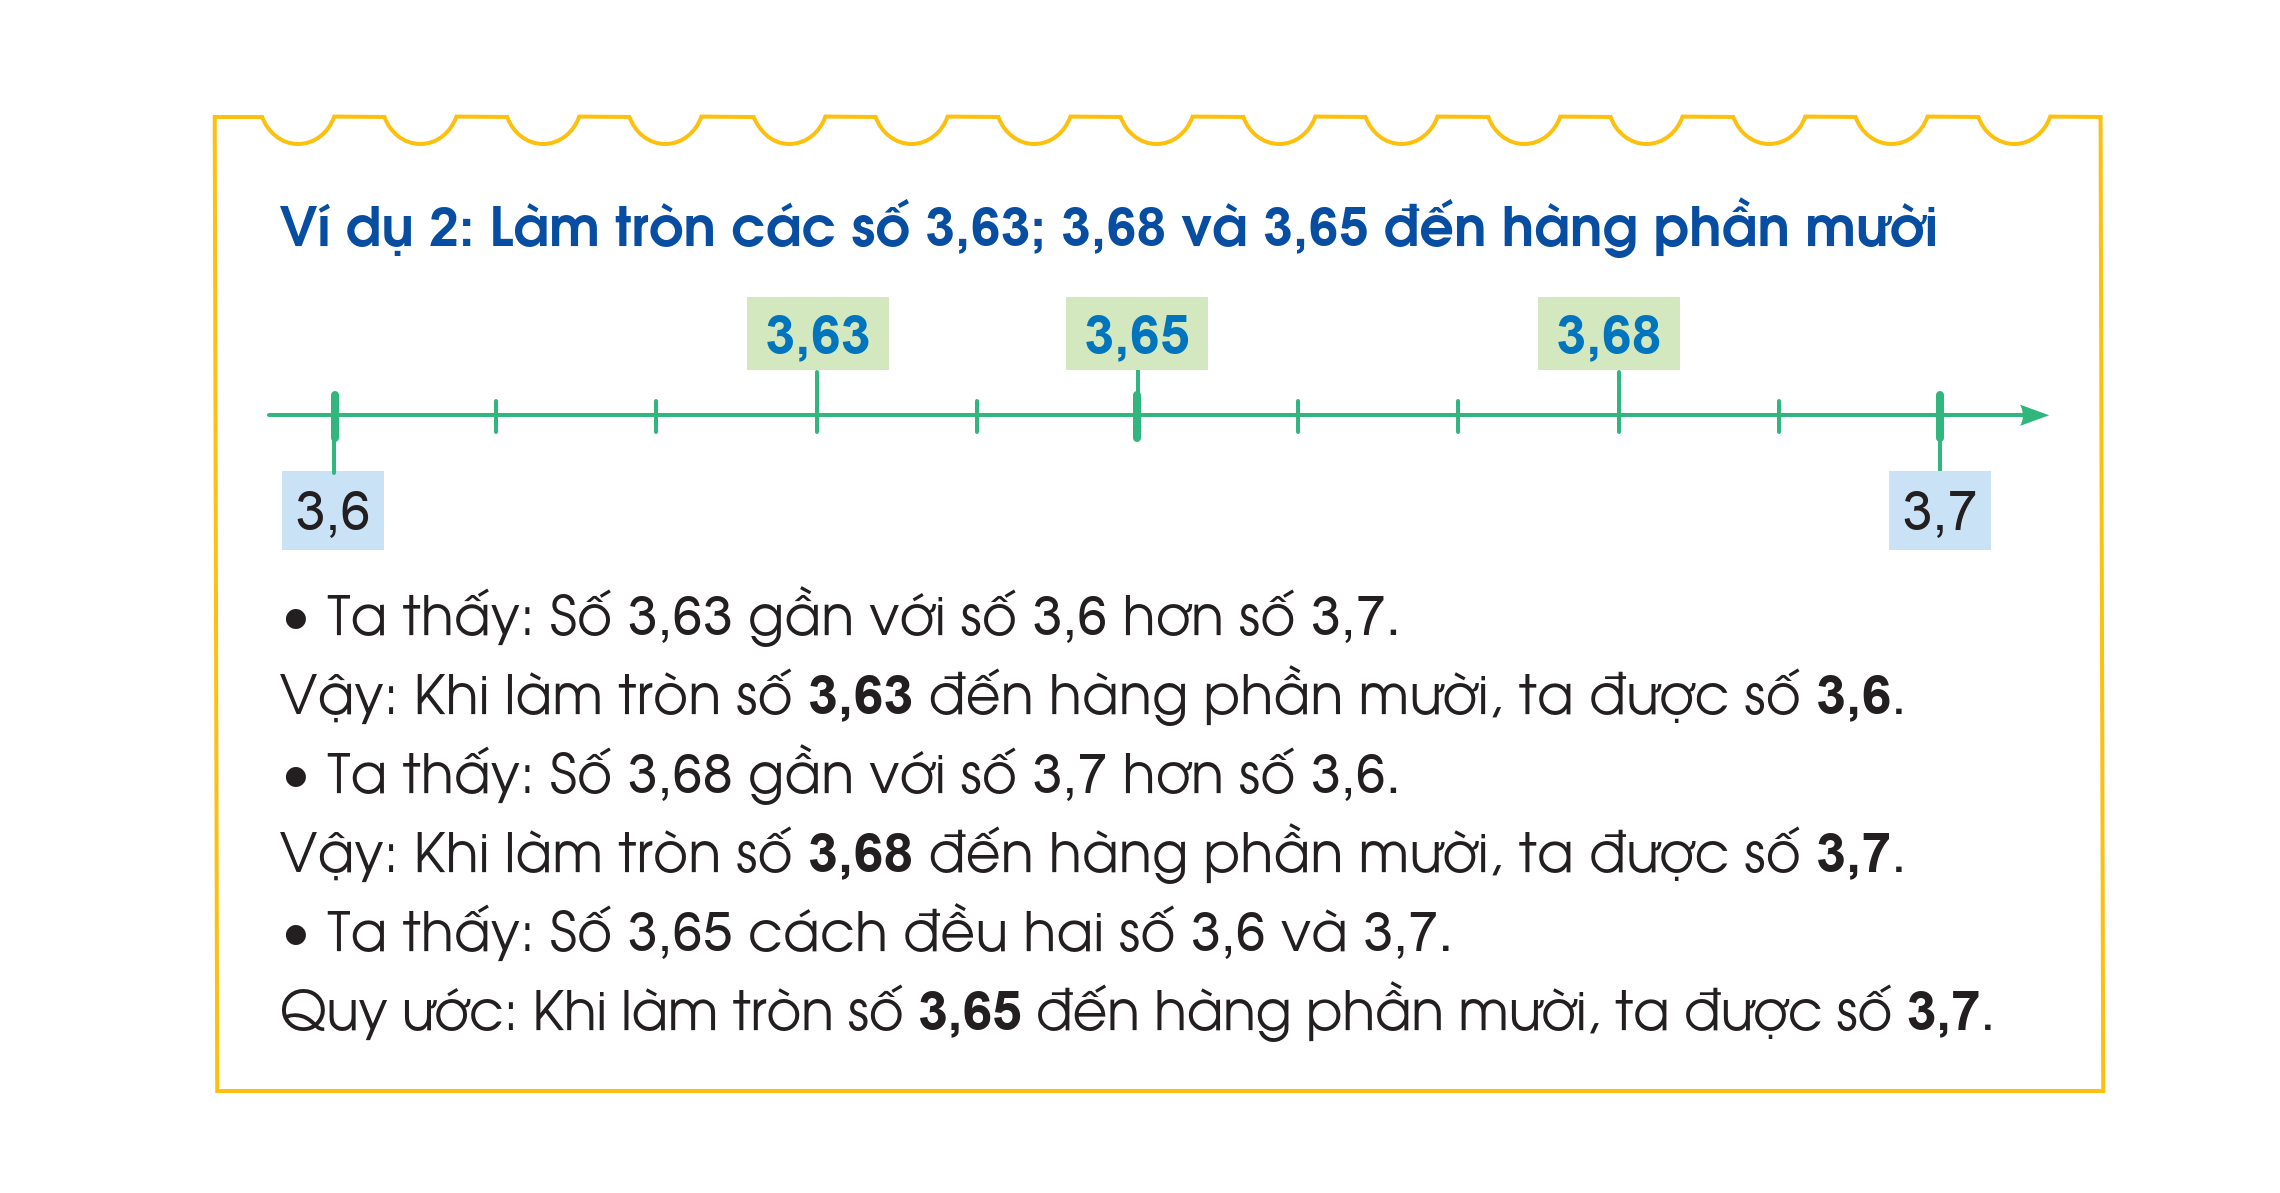 Ví dụ 2: Làm tròn các số 3,63; 3,68 và 3,65 đến hàng phần mười
3,63 3,65 3,68
3,6 3,7
• Ta thấy: Số 3,63 gần với số 3,6 hơn số 3,7.
Vậy: Khi làm tròn số 3,63 đến hàng phần mười, ta được số 3,6.
• Ta thấy: Số 3,68 gần với số 3,7 hơn số 3,6.
Vậy: Khi làm tròn số 3,68 đến hàng phần mười, ta được số 3,7.
• Ta thấy: Số 3,65 cách đều hai số 3,6 và 3,7.
Quy ước: Khi làm tròn số 3,65 đến hàng phần mười, ta được số 3,7.